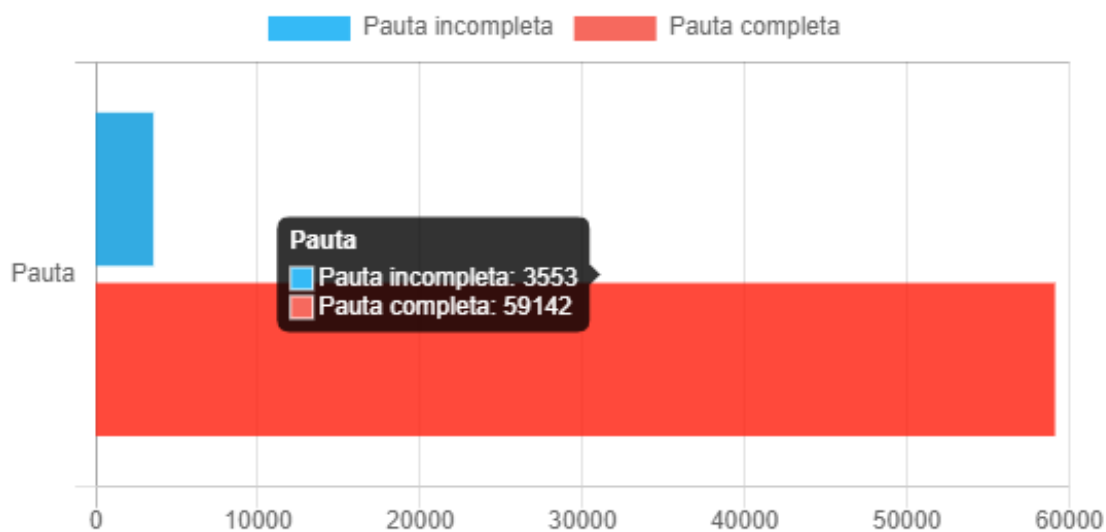 Pauta incompleta Pauta completa
Pauta
Pauta incompleta: 3553
Pauta completa: 59142
Pauta
0 10000 20000 30000 40000 50000 60000